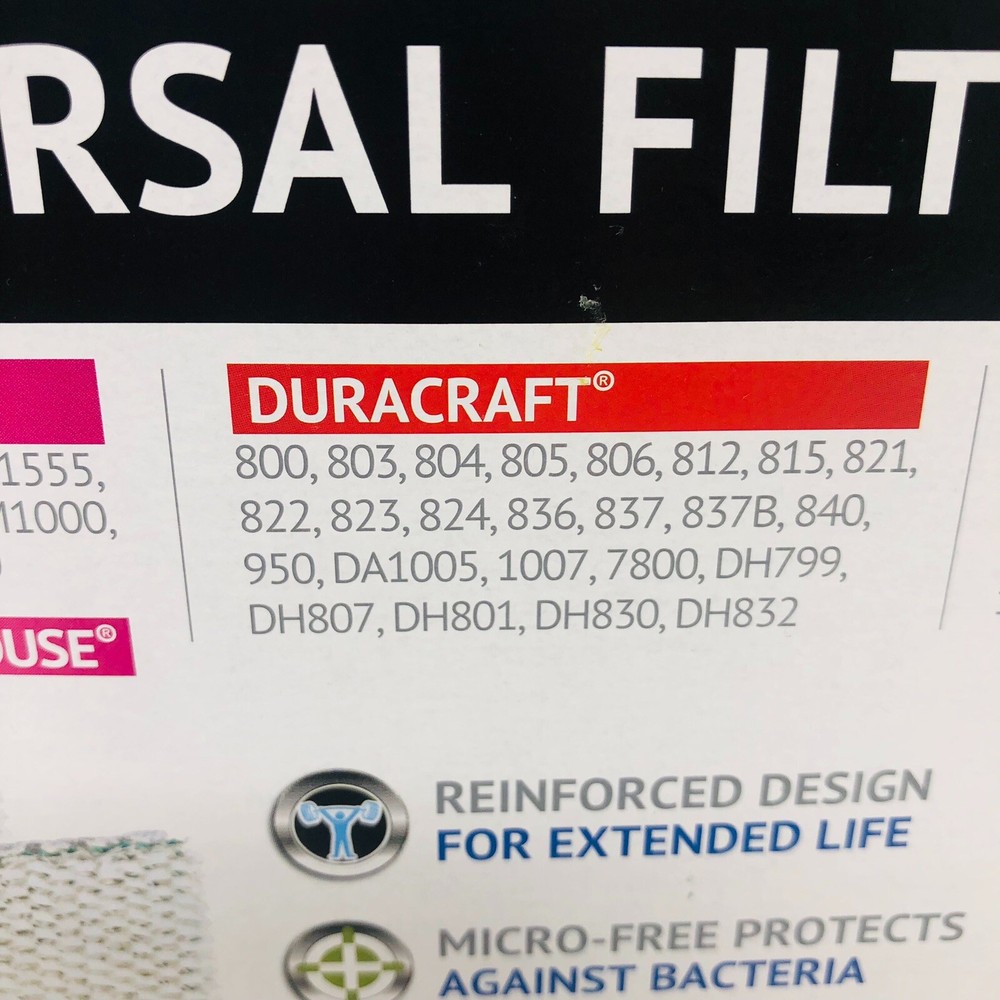 RSAL FILT
DURACRAFT®
1555,
800, 803, 804, 805, 806, 812, 815, 821,
1000,
822, 823, 824, 836, 837, 837B, 840,
950, DA1005, 1007, 7800, DH799,
DH807, DH801, DH830, DH832
OUSE®
REINFORCED DESIGN
FOR EXTENDED LIFE
MICRO-FREE PROTECTS
AGAINST BACTERIA